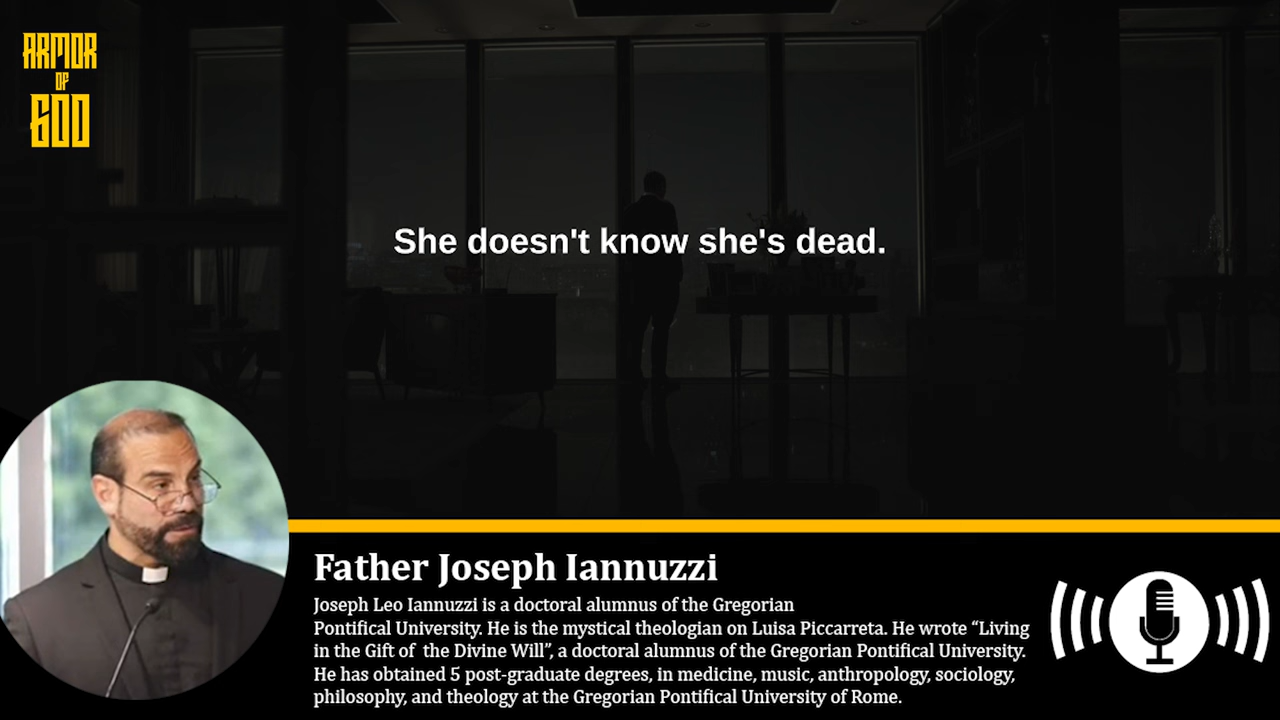 ARMOR
OF
GOD
She doesn't know she's dead.
Father Joseph Iannuzzi
Joseph Leo Iannuzzi is a doctoral alumnus of the Gregorian
Pontifical University. He is the mystical theologian on Luisa Piccarreta. He wrote “Living
in the Gift of the Divine Will”, a doctoral alumnus of the Gregorian Pontifical University.
He has obtained 5 post-graduate degrees, in medicine, music, anthropology, sociology,
philosophy, and theology at the Gregorian Pontifical University of Rome.